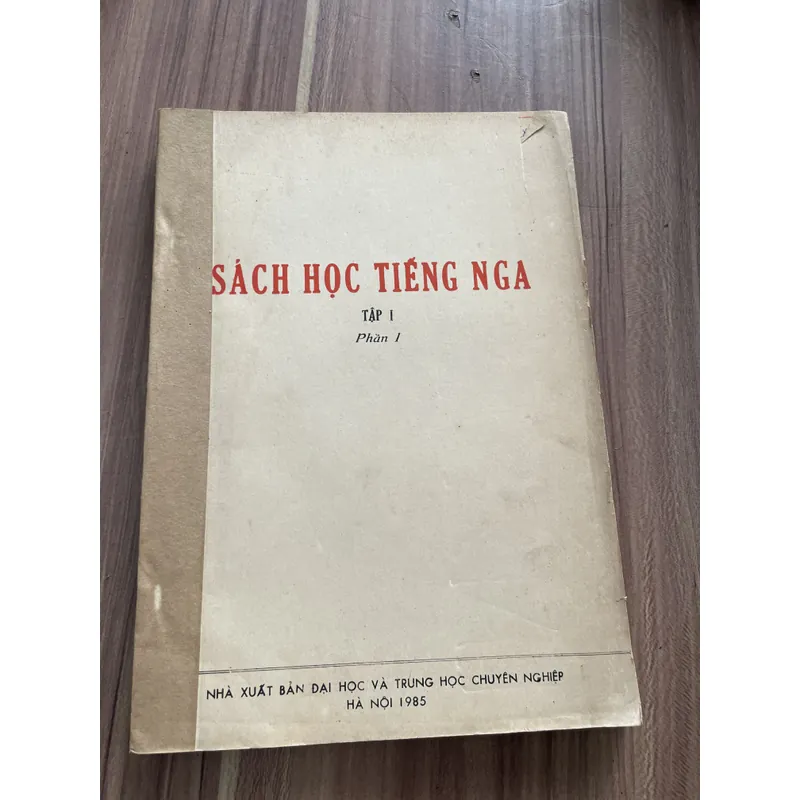 SÁCH HỌC TIẾNG NGA
TẬP I
Phần I
NHÀ XUẤT BẢN ĐẠI HỌC VÀ TRUNG HỌC CHUYÊN NGHIỆP
HÀ NỘI 1985